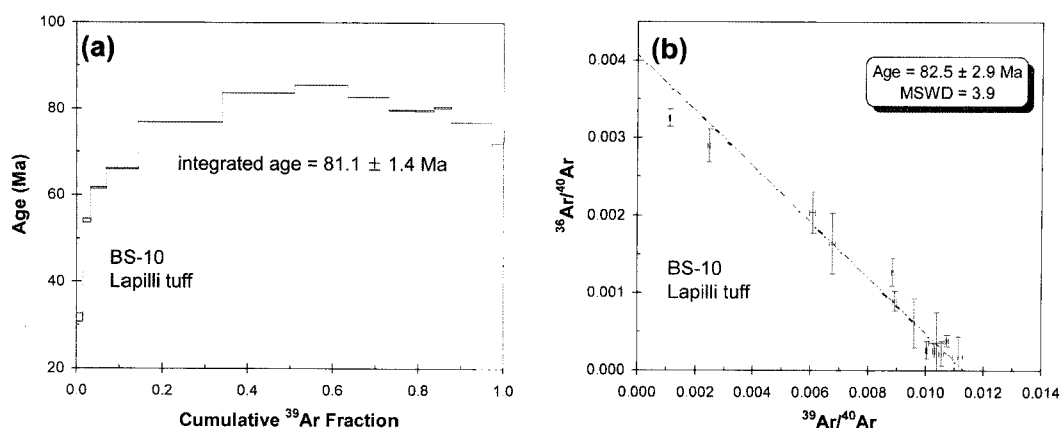 (a)
100
80
60
40
20
Age (Ma)
integrated age = 81.1 ± 1.4 Ma
BS-10
Lapilli tuff
0.0 0.2 0.4 0.6 0.8 1.0
Cumulative ³⁹Ar Fraction
(b)
0.004
0.003
0.002
0.001
0.000
³⁶Ar/⁴⁰Ar
Age = 82.5 ± 2.9 Ma
MSWD = 3.9
BS-10
Lapilli tuff
0.000 0.002 0.004 0.006 0.008 0.010 0.012 0.014
³⁹Ar/⁴⁰Ar